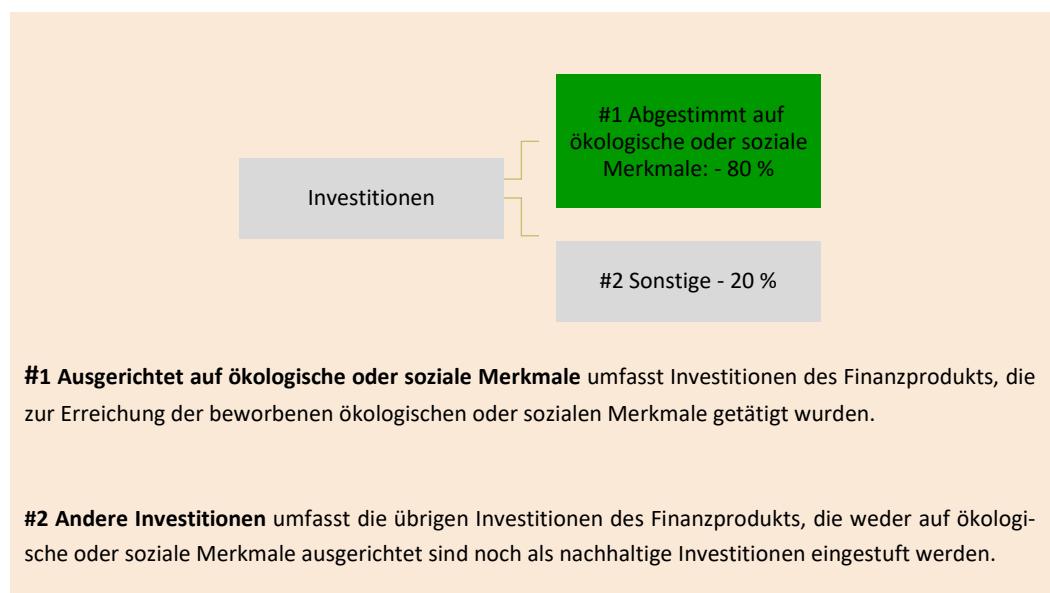 #1 Abgestimmt auf
ökologische oder soziale
Merkmale: - 80 %
Investitionen
#2 Sonstige - 20 %
#1 Ausgerichtet auf ökologische oder soziale Merkmale umfasst Investitionen des Finanzprodukts, die
zur Erreichung der beworbenen ökologischen oder sozialen Merkmale getätigt wurden.
#2 Andere Investitionen umfasst die übrigen Investitionen des Finanzprodukts, die weder auf ökologi-
sche oder soziale Merkmale ausgerichtet sind noch als nachhaltige Investitionen eingestuft werden.